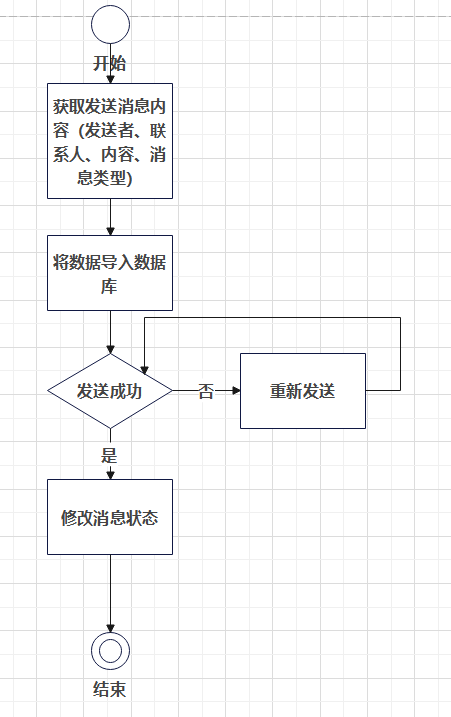 开始
获取发送消息内
容（发送者、联
系人、内容、消
息类型）
将数据导入数据
库
发送成功
否
重新发送
是
修改消息状态
结束